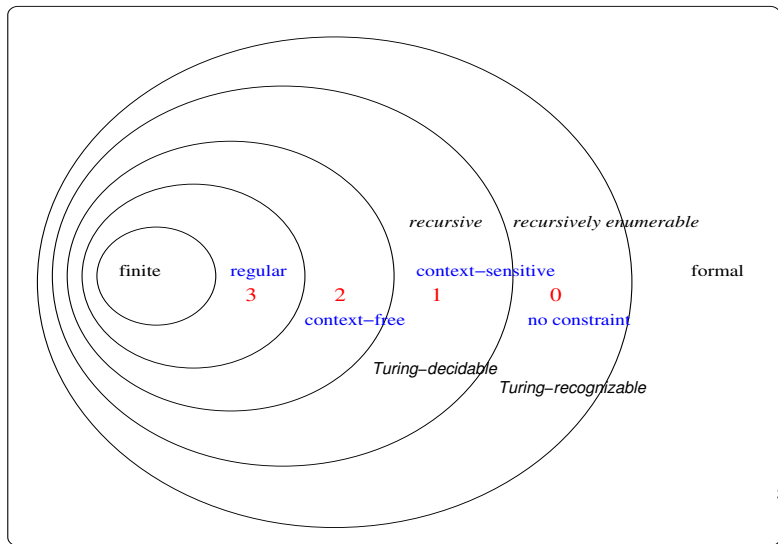 recursive recursively enumerable
finite regular context-sensitive formal
3 2 1 0
context-free no constraint
Turing-decidable
Turing-recognizable